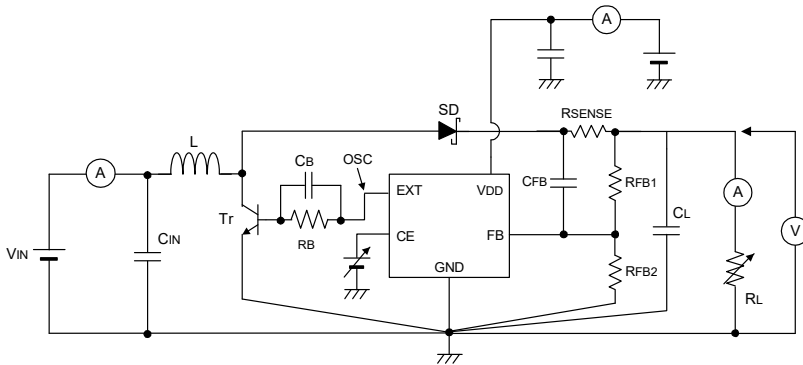 A
SD
RSENSE
L
A
CB
OSC
EXT
VDD
CFB
RFB1
A
CL
Tr
CIN
RB
CE
FB
V
VIN
GND
RFB2
RL